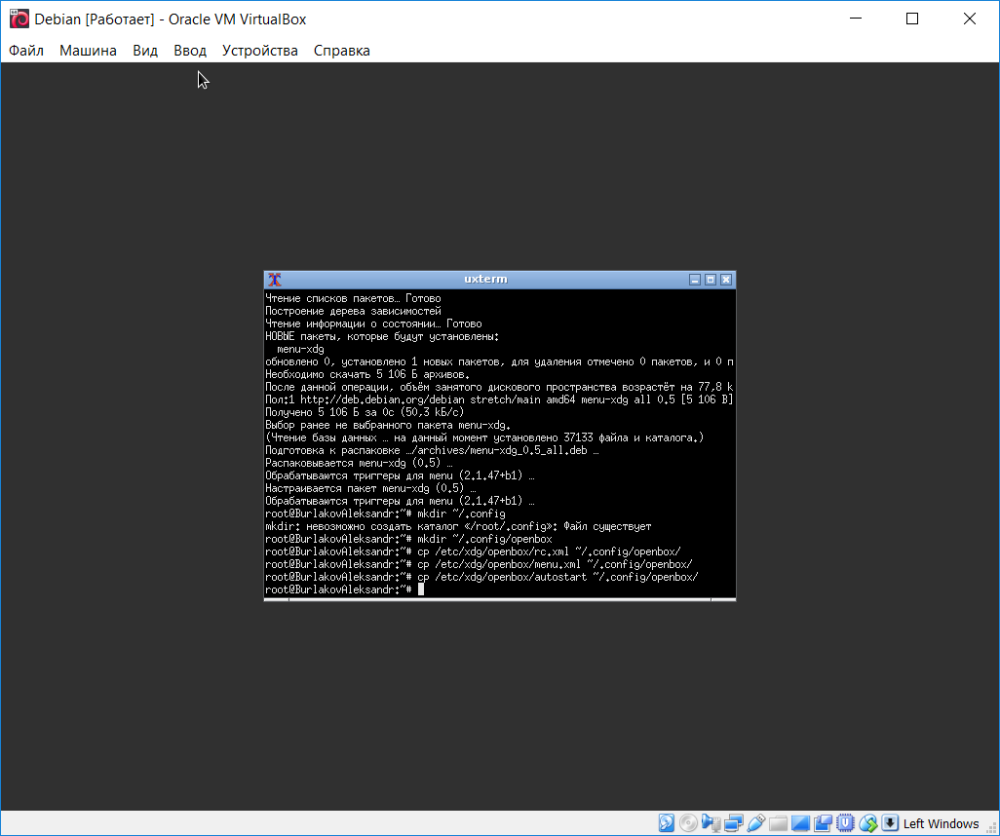 Debian [Работает] - Oracle VM VirtualBox
Файл Машина Вид Ввод Устройства Справка
uxterm
Чтение списков пакетов… Готово
Построение дерева зависимостей
Чтение информации о состоянии… Готово
НОВЫЕ пакеты, которые будут установлены:
menu-xdg
обновлено 0, установлено 1 новых пакетов, для удаления отмечено 0 пакетов, и 0 п
Необходимо скачать 5 106 Б архивов.
После данной операции, объём занятого дискового пространства возрастёт на 77,8 k
Пол:1 http://deb.debian.org/debian stretch/main amd64 menu-xdg all 0.5 [5 106 B]
Получено 5 106 Б за 0с (50,3 kБ/c)
Выбор ранее не выбранного пакета menu-xdg.
(Чтение базы данных … на данный момент установлено 37133 файла и каталога.)
Подготовка к распаковке …/archives/menu-xdg_0.5_all.deb …
Распаковывается menu-xdg (0.5) …
Обрабатываются триггеры для menu (2.1.47+b1) …
Настраивается пакет menu-xdg (0.5) …
Обрабатываются триггеры для menu (2.1.47+b1) …
root@BurlakovAleksandr:~# mkdir ~/.config
mkdir: невозможно создать каталог «/root/.config»: Файл существует
root@BurlakovAleksandr:~# mkdir ~/.config/openbox
root@BurlakovAleksandr:~# cp /etc/xdg/openbox/rc.xml ~/.config/openbox/
root@BurlakovAleksandr:~# cp /etc/xdg/openbox/menu.xml ~/.config/openbox/
root@BurlakovAleksandr:~# cp /etc/xdg/openbox/autostart ~/.config/openbox/
root@BurlakovAleksandr:~#
Left Windows